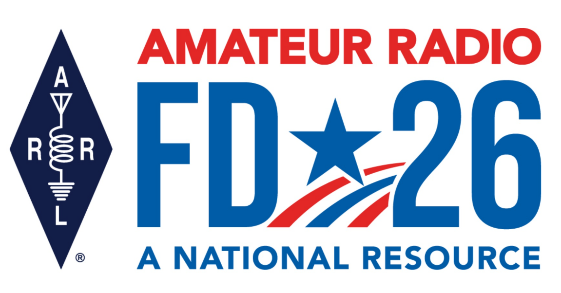 A
R R
L
®
AMATEUR RADIO
FD★26
A NATIONAL RESOURCE